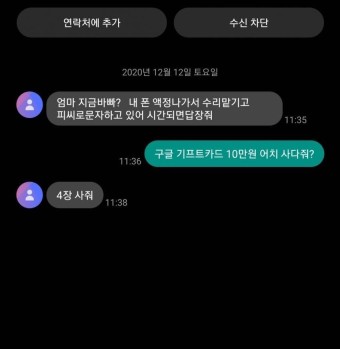 연락처에 추가
수신 차단
2020년 12월 12일 토요일
엄마 지금바빠? 내 폰 액정나가서 수리맡기고
피씨로문자하고 있어 시간되면답장줘
11:35
구글 기프트카드 10만원 어치 사다줘?
11:36
4장 사줘
11:38